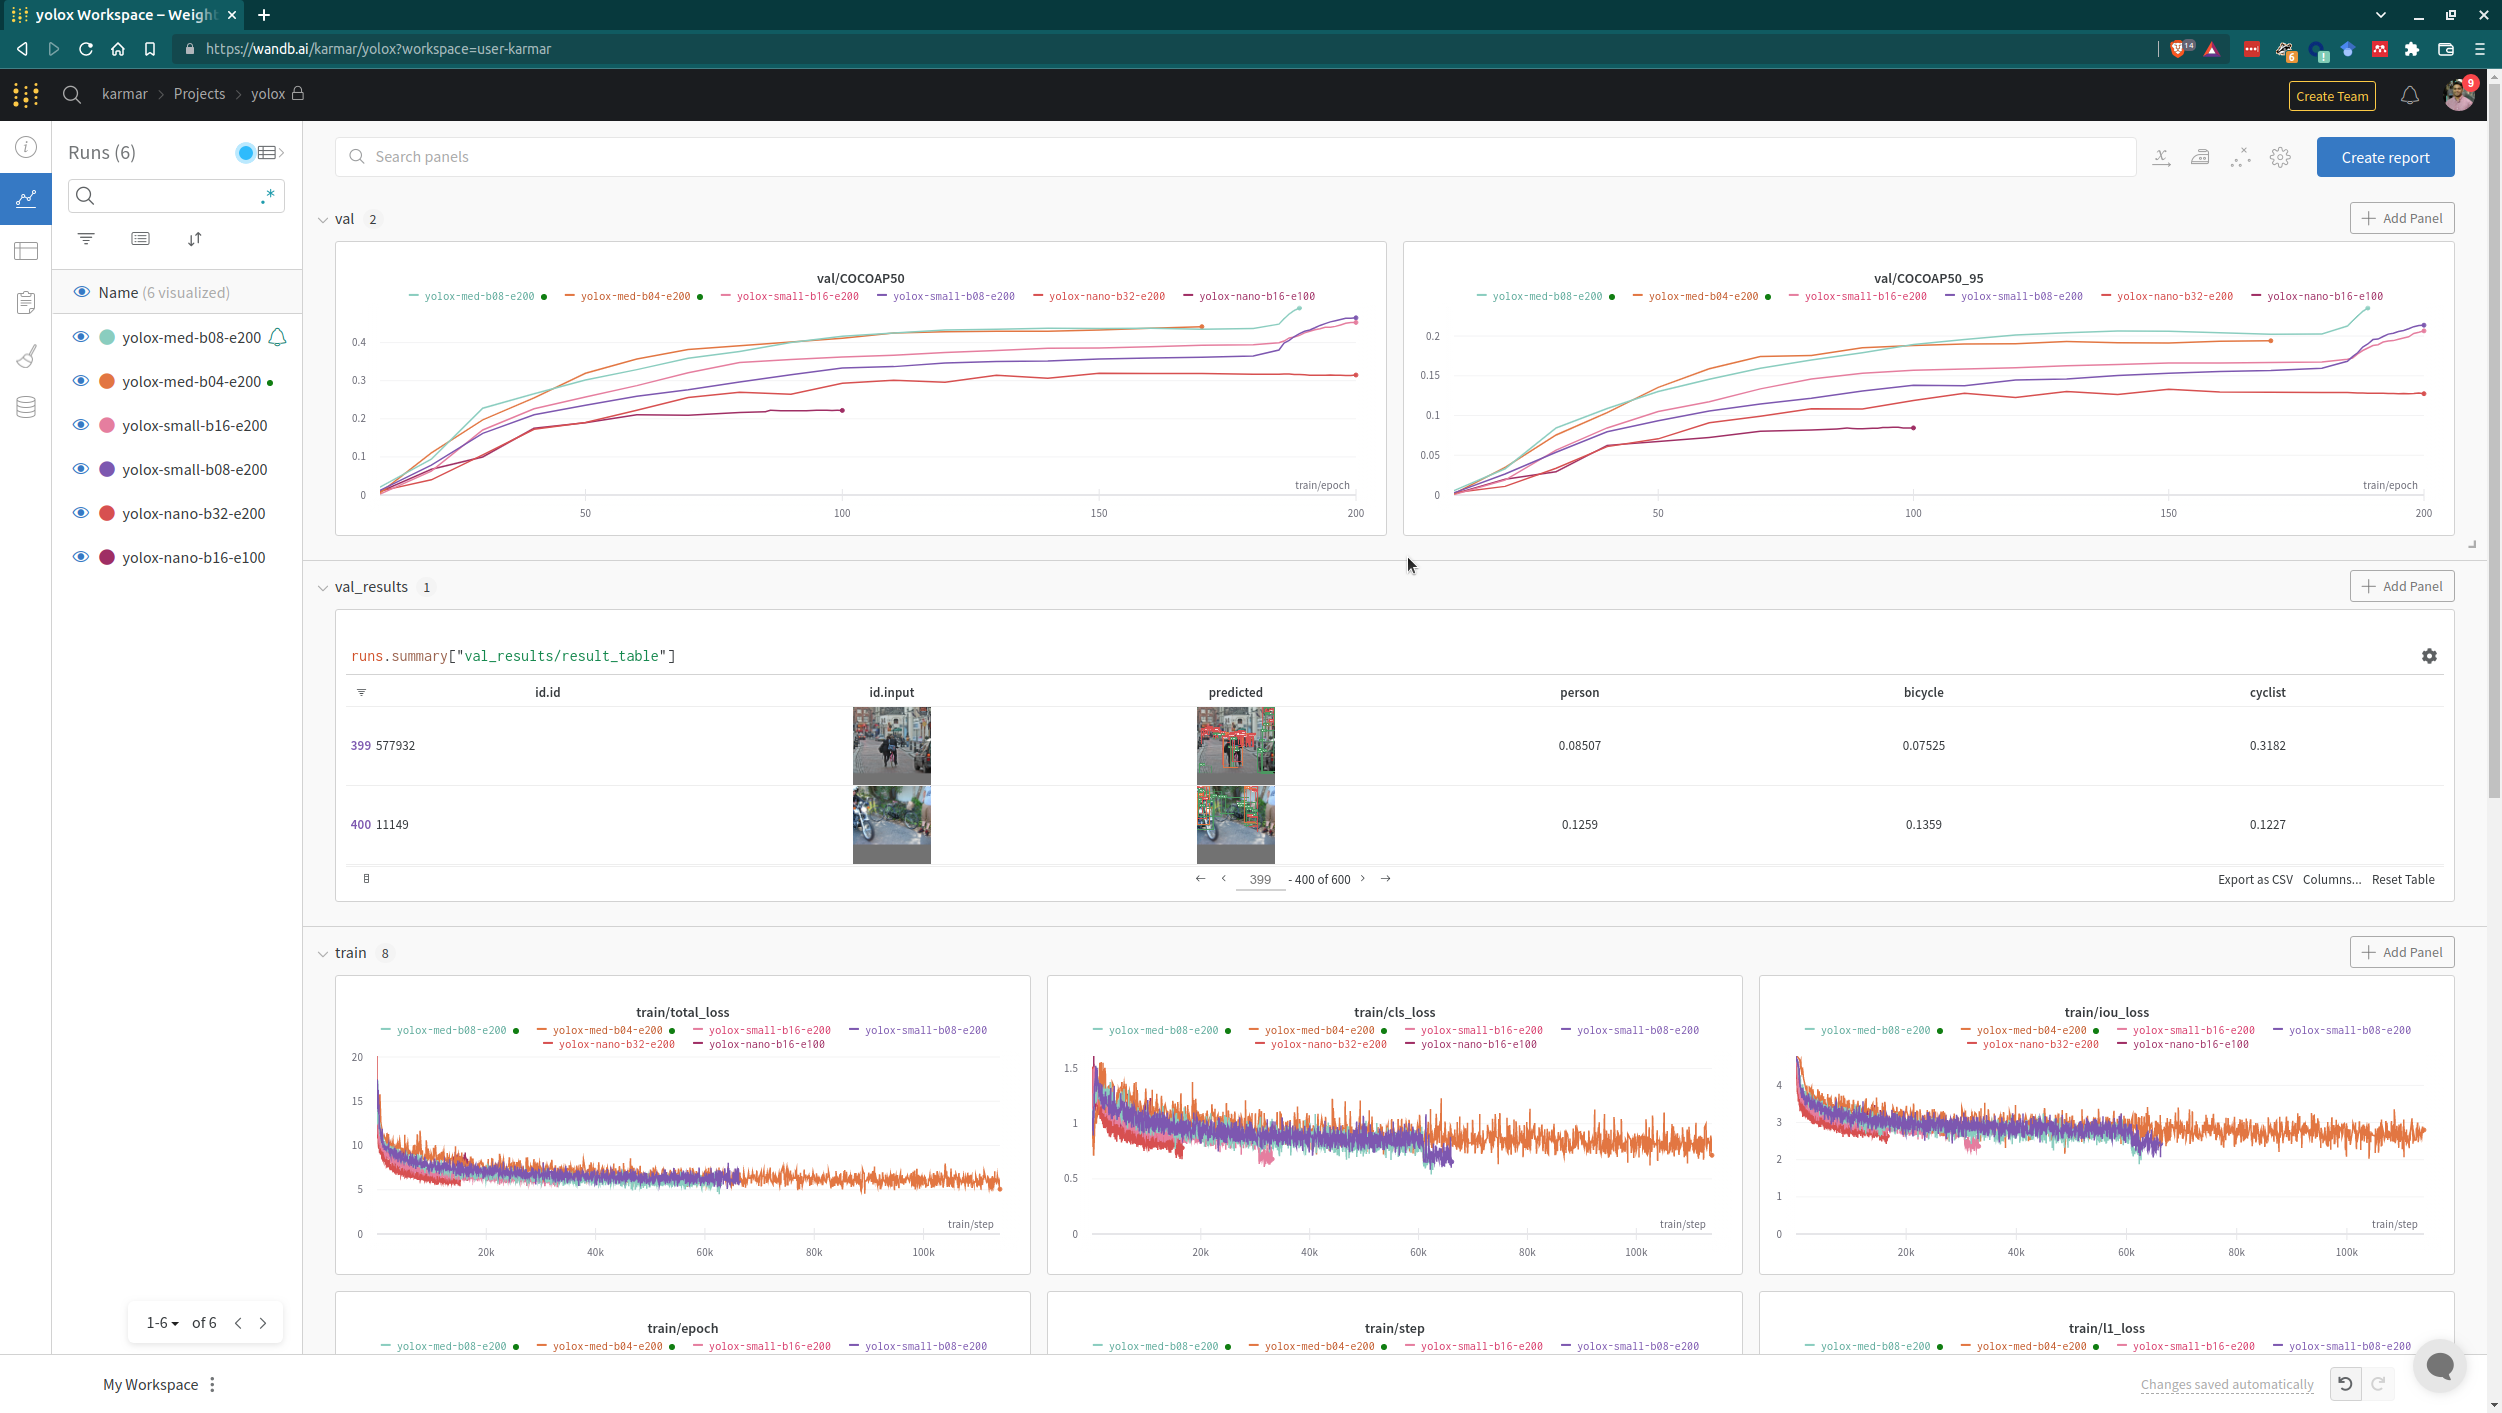 yolox Workspace – Weight
https://wandb.ai/karmar/yolox?workspace=user-karmar
14
6
karmar > Projects > yolox
Create Team
9
Runs (6)
.*
Name (6 visualized)
yolox-med-b08-e200
yolox-med-b04-e200
yolox-small-b16-e200
yolox-small-b08-e200
yolox-nano-b32-e200
yolox-nano-b16-e100
1-6 of 6
Search panels
Create report
val 2
Add Panel
val/COCOAP50
yolox-med-b08-e200 yolox-med-b04-e200 yolox-small-b16-e200 yolox-small-b08-e200 yolox-nano-b32-e200 yolox-nano-b16-e100
0.4
0.3
0.2
0.1
0
train/epoch
50 100 150 200
val/COCOAP50_95
yolox-med-b08-e200 yolox-med-b04-e200 yolox-small-b16-e200 yolox-small-b08-e200 yolox-nano-b32-e200 yolox-nano-b16-e100
0.2
0.15
0.1
0.05
0
train/epoch
50 100 150 200
val_results 1
Add Panel
runs.summary["val_results/result_table"]
id.id id.input predicted person bicycle cyclist
399 577932 0.08507 0.07525 0.3182
400 11149 0.1259 0.1359 0.1227
399 - 400 of 600
Export as CSV Columns... Reset Table
train 8
Add Panel
train/total_loss
yolox-med-b08-e200 yolox-med-b04-e200 yolox-small-b16-e200 yolox-small-b08-e200
yolox-nano-b32-e200 yolox-nano-b16-e100
20
15
10
5
0
train/step
20k 40k 60k 80k 100k
train/cls_loss
yolox-med-b08-e200 yolox-med-b04-e200 yolox-small-b16-e200 yolox-small-b08-e200
yolox-nano-b32-e200 yolox-nano-b16-e100
1.5
1
0.5
0
train/step
20k 40k 60k 80k 100k
train/iou_loss
yolox-med-b08-e200 yolox-med-b04-e200 yolox-small-b16-e200 yolox-small-b08-e200
yolox-nano-b32-e200 yolox-nano-b16-e100
4
3
2
1
0
train/step
20k 40k 60k 80k 100k
train/epoch
yolox-med-b08-e200 yolox-med-b04-e200 yolox-small-b16-e200 yolox-small-b08-e200
train/step
yolox-med-b08-e200 yolox-med-b04-e200 yolox-small-b16-e200 yolox-small-b08-e200
train/l1_loss
yolox-med-b08-e200 yolox-med-b04-e200 yolox-small-b16-e200 yolox-small-b08-e200
My Workspace
Changes saved automatically